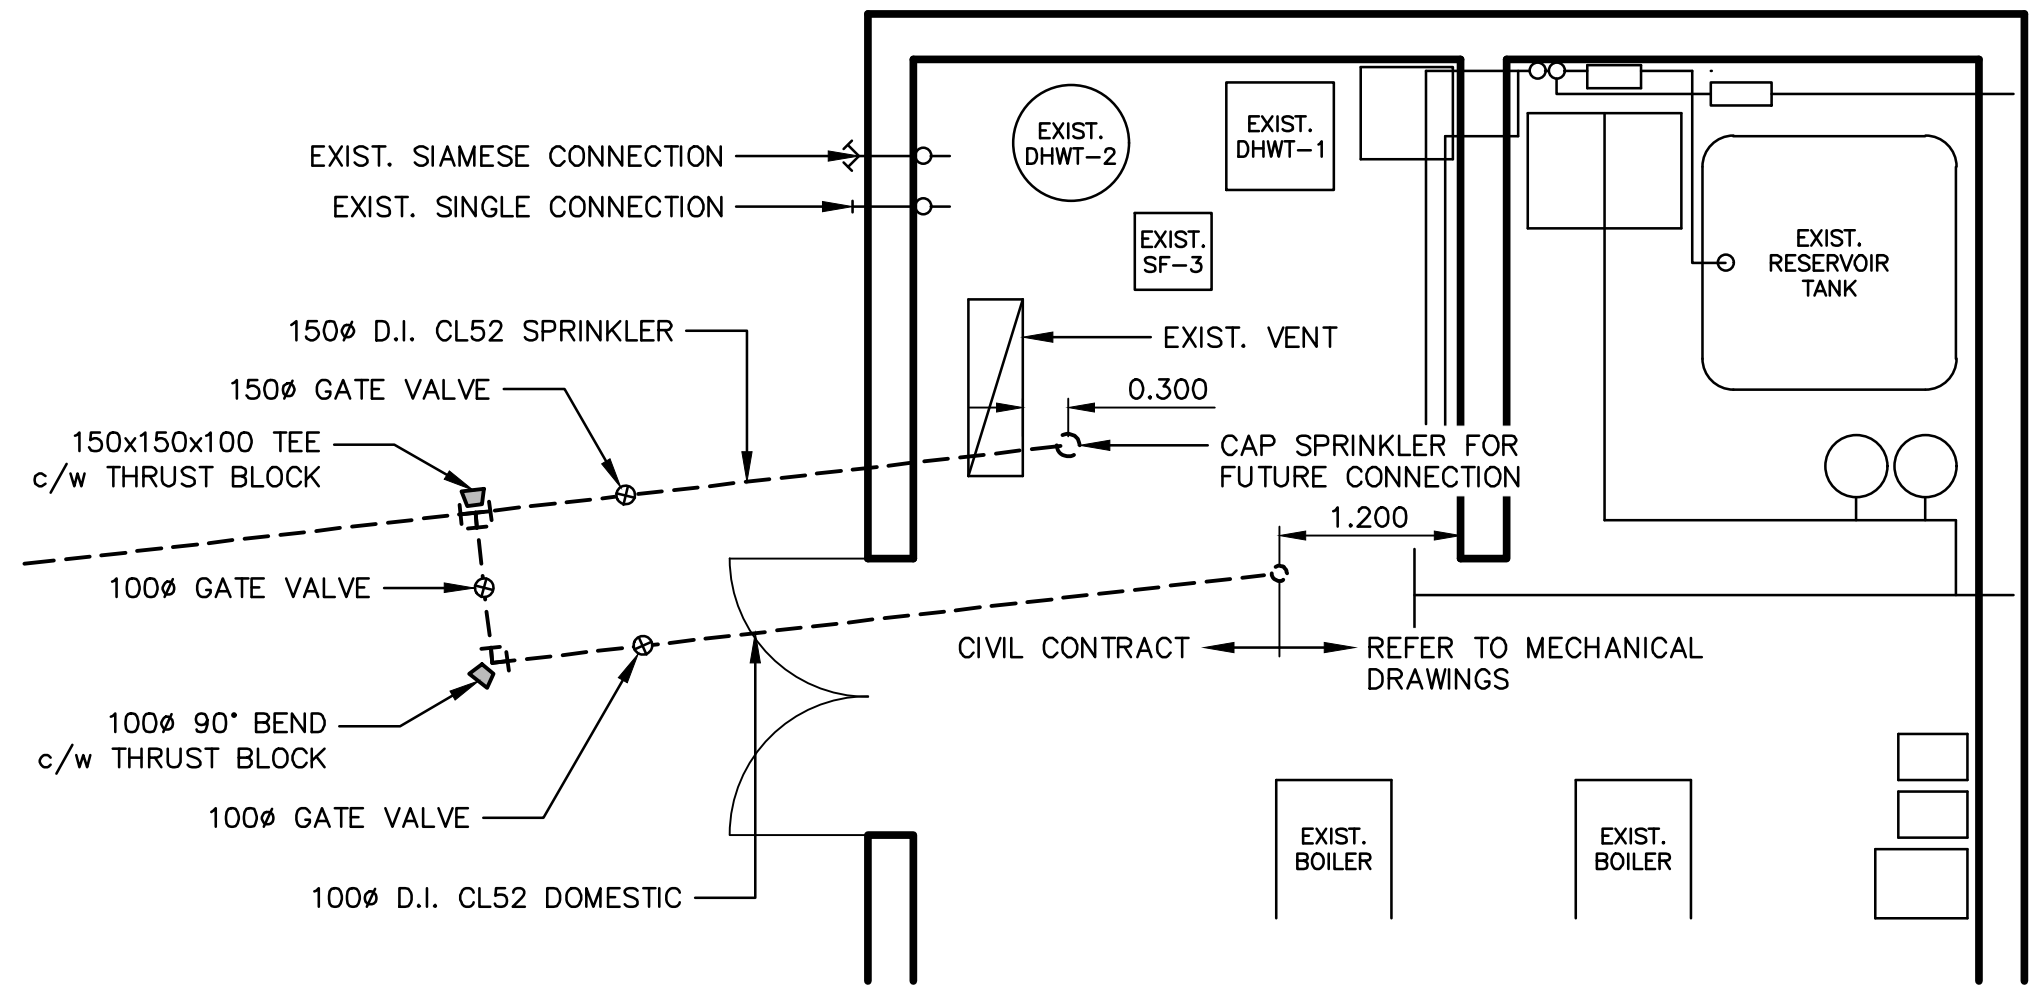 EXIST. SIAMESE CONNECTION
EXIST. SINGLE CONNECTION
EXIST.
DHWT-2
EXIST.
DHWT-1
EXIST.
SF-3
EXIST.
RESERVOIR
TANK
150ø D.I. CL52 SPRINKLER
EXIST. VENT
150ø GATE VALVE
0.300
150x150x100 TEE
c/w THRUST BLOCK
CAP SPRINKLER FOR
FUTURE CONNECTION
1.200
100ø GATE VALVE
CIVIL CONTRACT
REFER TO MECHANICAL
DRAWINGS
100ø 90° BEND
c/w THRUST BLOCK
100ø GATE VALVE
EXIST.
BOILER
EXIST.
BOILER
100ø D.I. CL52 DOMESTIC